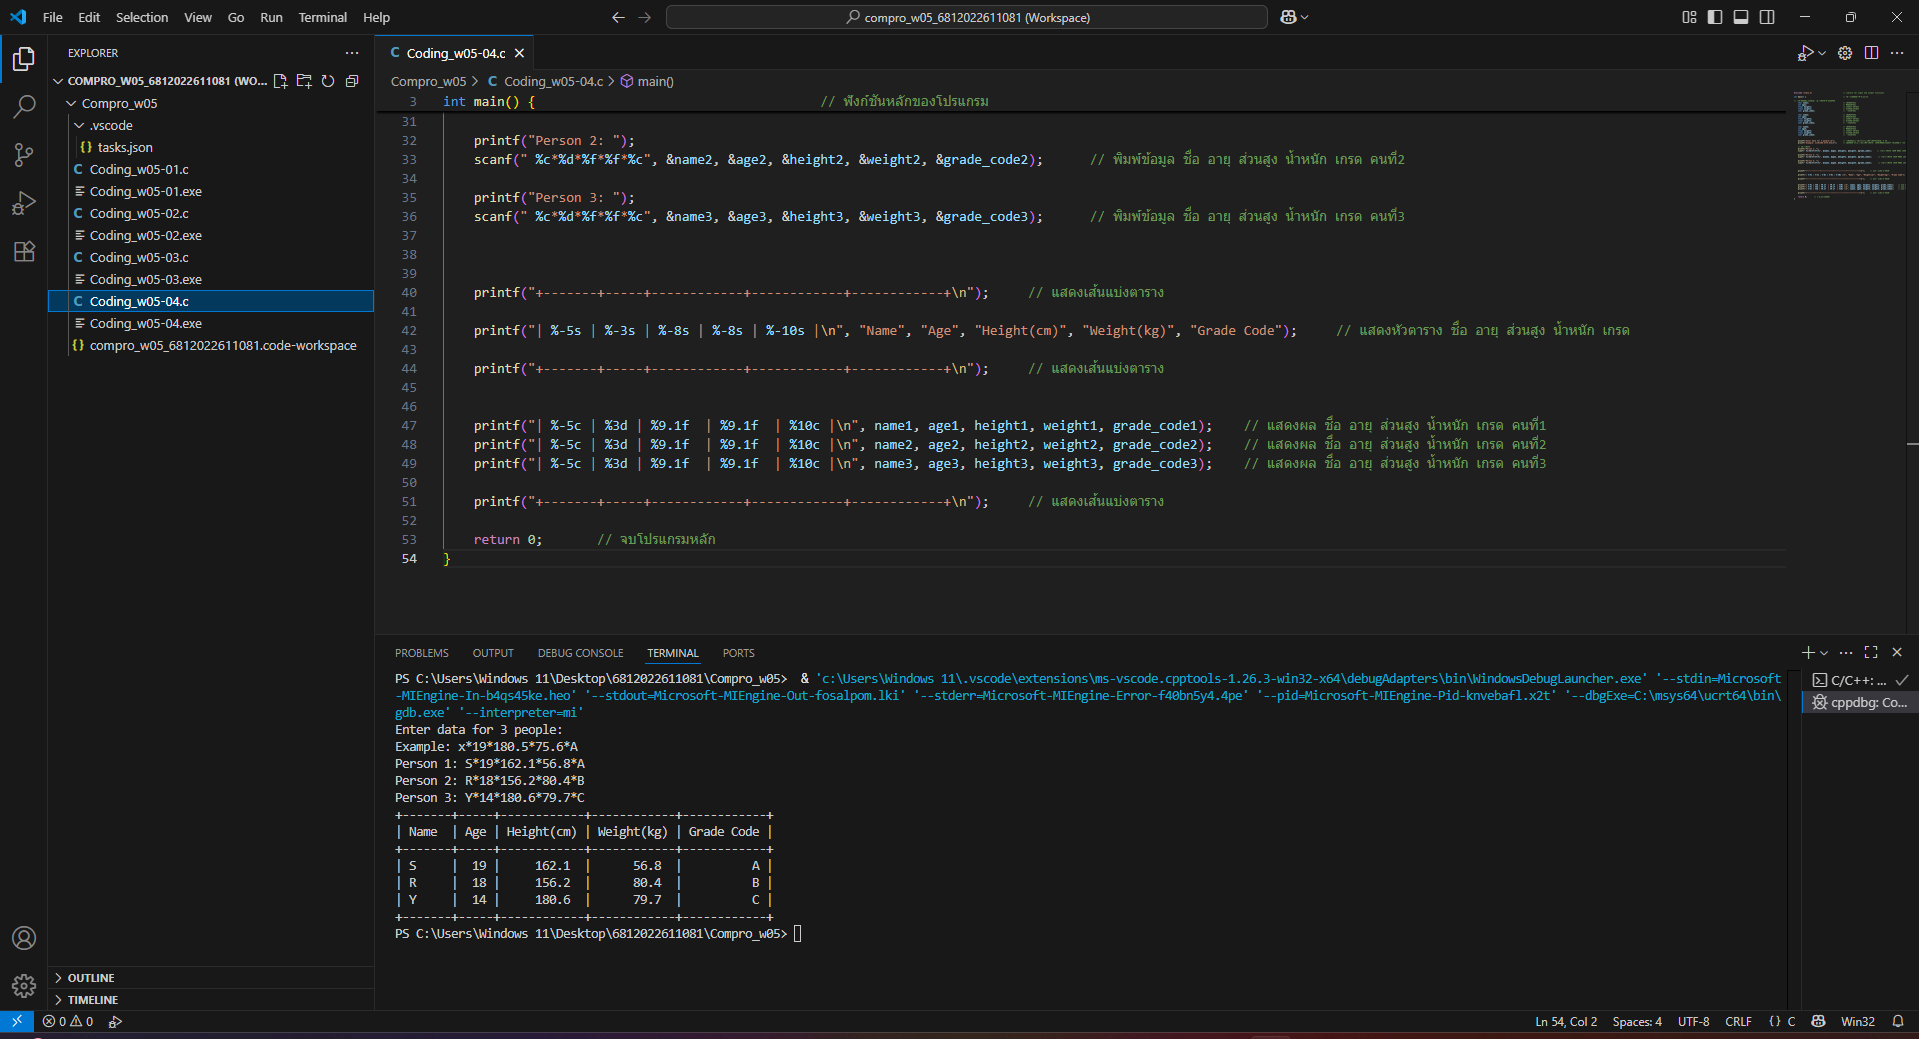 File Edit Selection View Go Run Terminal Help
compro_w05_6812022611081 (Workspace)
EXPLORER
COMPRO_W05_6812022611081 (WO...
Compro_w05
.vscode
{} tasks.json
C Coding_w05-01.c
Coding_w05-01.exe
C Coding_w05-02.c
Coding_w05-02.exe
C Coding_w05-03.c
Coding_w05-03.exe
C Coding_w05-04.c
Coding_w05-04.exe
{} compro_w05_6812022611081.code-workspace
OUTLINE
TIMELINE
C Coding_w05-04.c
Compro_w05 > C Coding_w05-04.c > main()
3 int main() { // ฟังก์ชันหลักของโปรแกรม
31
32 printf("Person 2: ");
33 scanf(" %c*%d*%f*%f*%c", &name2, &age2, &height2, &weight2, &grade_code2); // พิมพ์ข้อมูล ชื่อ อายุ ส่วนสูง น้ำหนัก เกรด คนที่2
34
35 printf("Person 3: ");
36 scanf(" %c*%d*%f*%f*%c", &name3, &age3, &height3, &weight3, &grade_code3); // พิมพ์ข้อมูล ชื่อ อายุ ส่วนสูง น้ำหนัก เกรด คนที่3
37
38
39
40 printf("+-------+-----+------------+------------+------------+\n"); // แสดงเส้นแบ่งตาราง
41
42 printf("| %-5s | %-3s | %-8s | %-8s | %-10s |\n", "Name", "Age", "Height(cm)", "Weight(kg)", "Grade Code"); // แสดงหัวตาราง ชื่อ อายุ ส่วนสูง น้ำหนัก เกรด
43
44 printf("+-------+-----+------------+------------+------------+\n"); // แสดงเส้นแบ่งตาราง
45
46
47 printf("| %-5c | %3d | %9.1f  | %9.1f  | %10c |\n", name1, age1, height1, weight1, grade_code1); // แสดงผล ชื่อ อายุ ส่วนสูง น้ำหนัก เกรด คนที่1
48 printf("| %-5c | %3d | %9.1f  | %9.1f  | %10c |\n", name2, age2, height2, weight2, grade_code2); // แสดงผล ชื่อ อายุ ส่วนสูง น้ำหนัก เกรด คนที่2
49 printf("| %-5c | %3d | %9.1f  | %9.1f  | %10c |\n", name3, age3, height3, weight3, grade_code3); // แสดงผล ชื่อ อายุ ส่วนสูง น้ำหนัก เกรด คนที่3
50
51 printf("+-------+-----+------------+------------+------------+\n"); // แสดงเส้นแบ่งตาราง
52
53 return 0; // จบโปรแกรมหลัก
54 }
PROBLEMS OUTPUT DEBUG CONSOLE TERMINAL PORTS
PS C:\Users\Windows 11\Desktop\6812022611081\Compro_w05>  & 'c:\Users\Windows 11\.vscode\extensions\ms-vscode.cpptools-1.26.3-win32-x64\debugAdapters\bin\WindowsDebugLauncher.exe' '--stdin=Microsoft
-MIEngine-In-b4qs45ke.heo' '--stdout=Microsoft-MIEngine-Out-fosalpom.lki' '--stderr=Microsoft-MIEngine-Error-f40bn5y4.4pe' '--pid=Microsoft-MIEngine-Pid-knvebafl.x2t' '--dbgExe=C:\msys64\ucrt64\bin\
gdb.exe' '--interpreter=mi'
Enter data for 3 people:
Example: x*19*180.5*75.6*A
Person 1: S*19*162.1*56.8*A
Person 2: R*18*156.2*80.4*B
Person 3: Y*14*180.6*79.7*C
+-------+-----+------------+------------+------------+
| Name  | Age | Height(cm) | Weight(kg) | Grade Code |
+-------+-----+------------+------------+------------+
| S     |  19 |     162.1  |      56.8  |          A |
| R     |  18 |     156.2  |      80.4  |          B |
| Y     |  14 |     180.6  |      79.7  |          C |
+-------+-----+------------+------------+------------+
PS C:\Users\Windows 11\Desktop\6812022611081\Compro_w05>
C/C++: ...
cppdbg: Co...
0 0
Ln 54, Col 2 Spaces: 4 UTF-8 CRLF {} C Win32